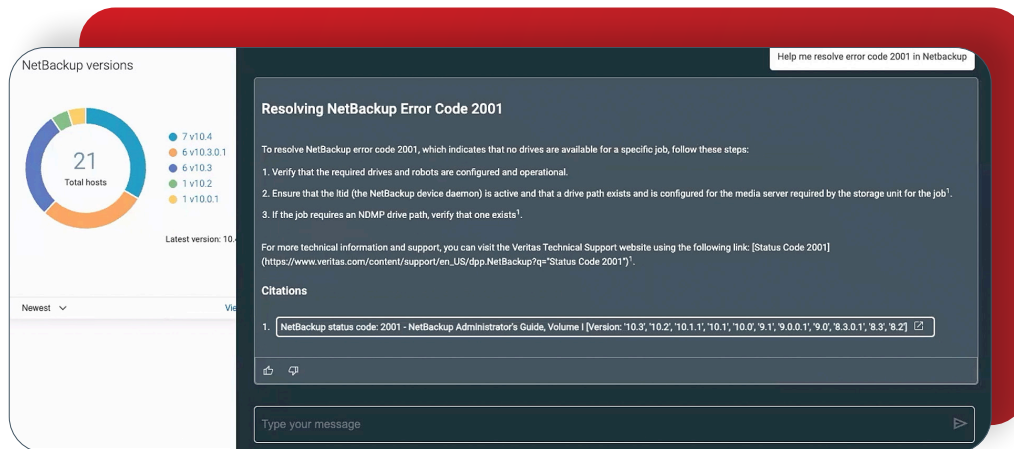 NetBackup versions
21
Total hosts
7 v10.4
6 v10.3.0.1
6 v10.3
1 v10.2
1 v10.0.1
Latest version: 10.4
Newest
Vie
Help me resolve error code 2001 in Netbackup
Resolving NetBackup Error Code 2001
To resolve NetBackup error code 2001, which indicates that no drives are available for a specific job, follow these steps:
1. Verify that the required drives and robots are configured and operational.
2. Ensure that the ltid (the NetBackup device daemon) is active and that a drive path exists and is configured for the media server required by the storage unit for the job¹.
3. If the job requires an NDMP drive path, verify that one exists¹.
For more technical information and support, you can visit the Veritas Technical Support website using the following link: [Status Code 2001]
(https://www.veritas.com/content/support/en_US/dpp.NetBackup?q="Status Code 2001")¹.
Citations
1. NetBackup status code: 2001 - NetBackup Administrator's Guide, Volume I [Version: '10.3', '10.2', '10.1.1', '10.1', '10.0', '9.1', '9.0.0.1', '9.0', '8.3.0.1', '8.3', '8.2']
Type your message